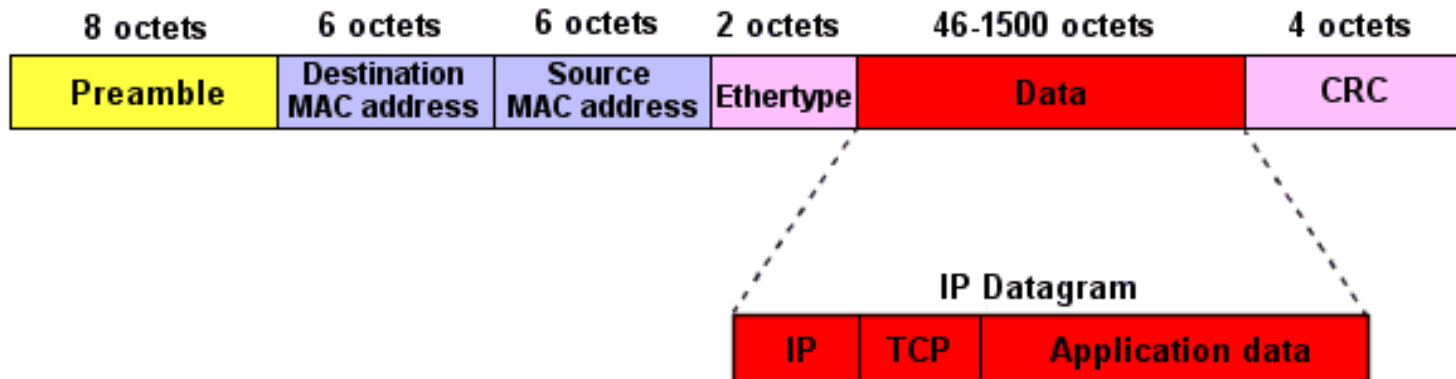 8 octets 6 octets 6 octets 2 octets 46-1500 octets 4 octets
Preamble Destination MAC address Source MAC address Ethertype Data CRC
IP Datagram
IP TCP Application data